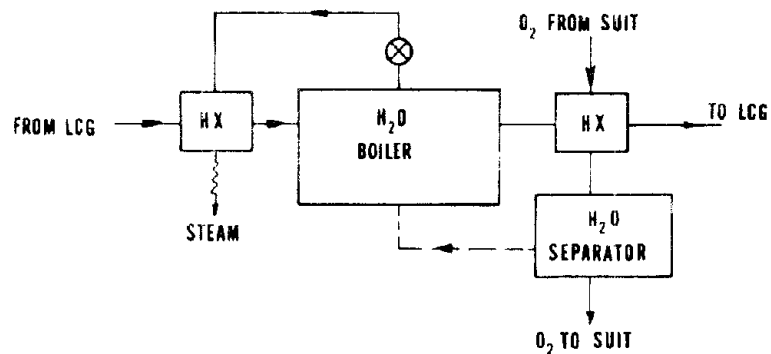 O2 FROM SUIT
FROM LCG
HX
H2O
BOILER
HX
TO LCG
STEAM
H2O
SEPARATOR
O2 TO SUIT